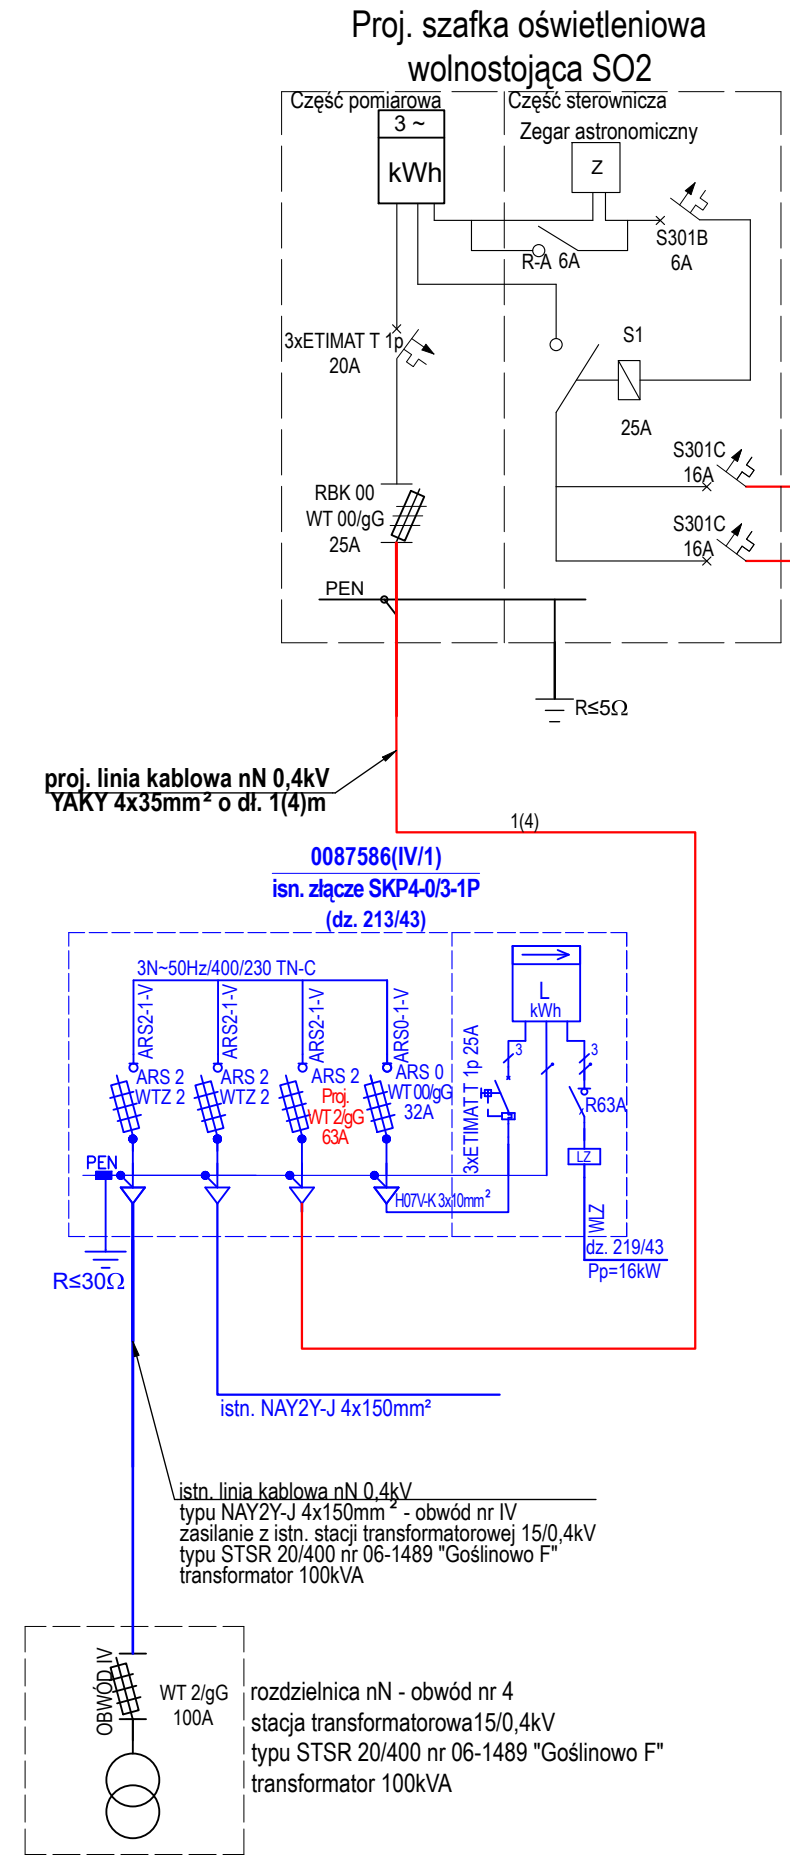 Proj. szafka oświetleniowa
wolnostojąca SO2
Część pomiarowa
Część sterownicza
3 ~
kWh
Zegar astronomiczny
Z
S301B
6A
R-A 6A
3xETIMAT T 1p
20A
S1
25A
S301C
16A
RBK 00
WT 00/gG
25A
S301C
16A
PEN
R≤5Ω
proj. linia kablowa nN 0,4kV
YAKY 4x35mm² o dł. 1(4)m
1(4)
0087586(IV/1)
isn. złącze SKP4-0/3-1P
(dz. 213/43)
3N~50Hz/400/230 TN-C
ARS2-1-V
ARS2-1-V
ARS2-1-V
ARS0-1-V
L
kWh
3
3
3xETIMAT T 1p 25A
ARS 2
WTZ 2
ARS 2
WTZ 2
ARS 2
Proj.
WT 2/gG
63A
ARS 0
WT 00/gG
32A
R63A
LZ
PEN
H07V-K 3x10mm²
WLZ
dz. 219/43
Pp=16kW
R≤30Ω
istn. NAY2Y-J 4x150mm²
istn. linia kablowa nN 0,4kV
typu NAY2Y-J 4x150mm² - obwód nr IV
zasilanie z istn. stacji transformatorowej 15/0,4kV
typu STSR 20/400 nr 06-1489 "Goślinowo F"
transformator 100kVA
OBWÓD IV
WT 2/gG
100A
rozdzielnica nN - obwód nr 4
stacja transformatorowa15/0,4kV
typu STSR 20/400 nr 06-1489 "Goślinowo F"
transformator 100kVA